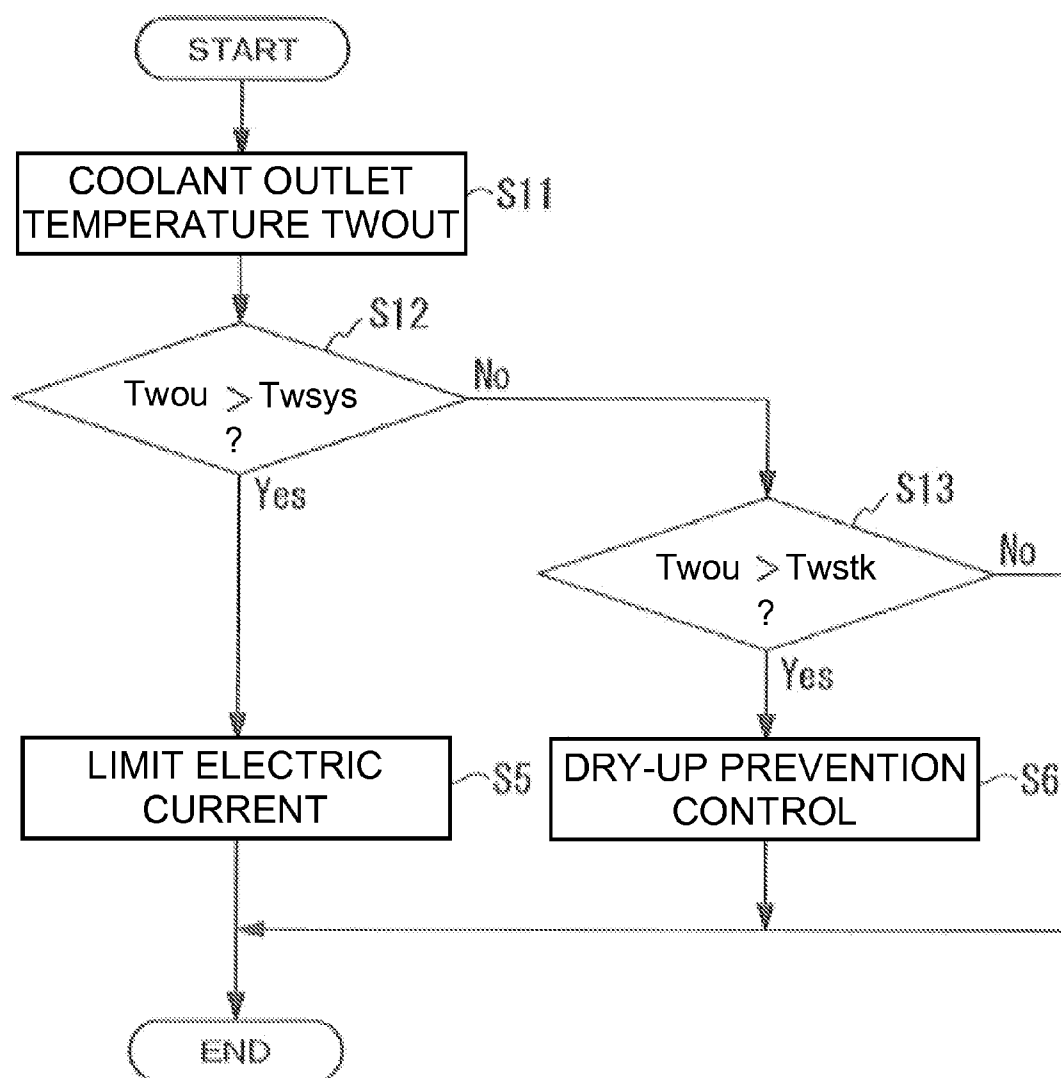 START
COOLANT OUTLET
TEMPERATURE TWOUT
S11
S12
Twou > Twsys
?
No
Yes
S13
Twou > Twstk
?
No
Yes
LIMIT ELECTRIC
CURRENT
S5
DRY-UP PREVENTION
CONTROL
S6
END